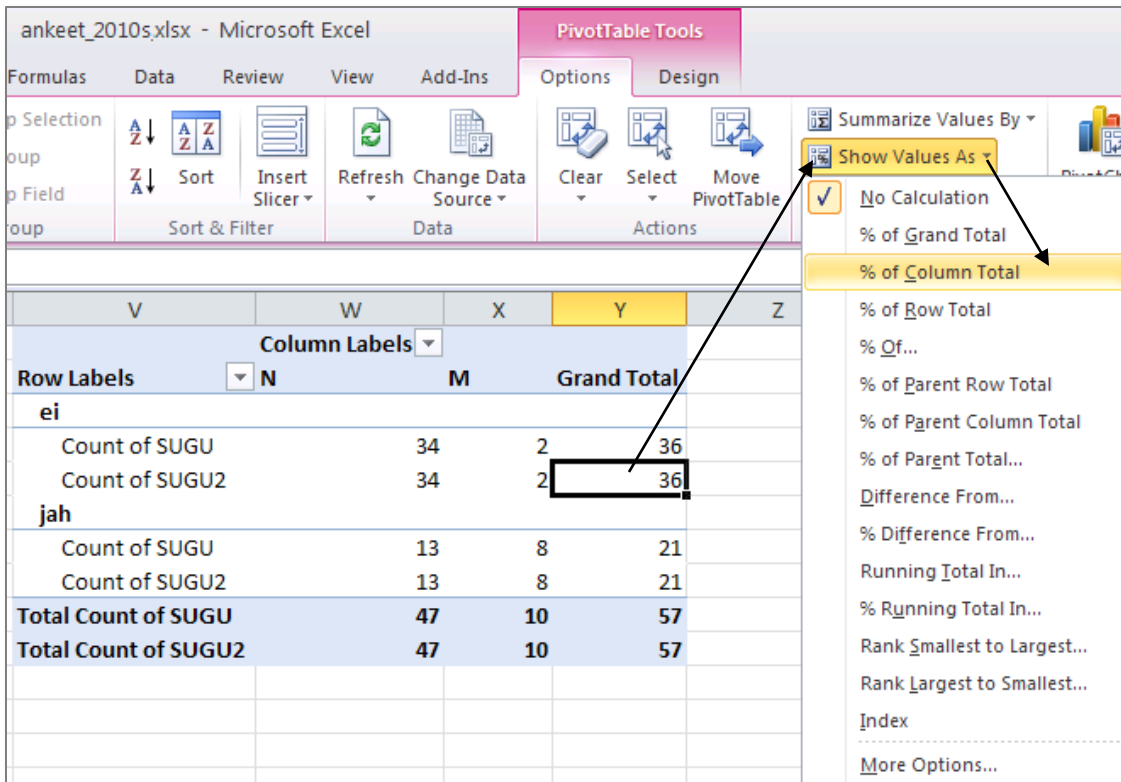 ankeet_2010s.xlsx - Microsoft Excel
PivotTable Tools
Formulas Data Review View Add-Ins Options Design
p Selection
oup
p Field
roup
Sort
Sort & Filter
Insert
Slicer
Refresh
Change Data
Source
Data
Clear
Select
Move
PivotTable
Actions
Summarize Values By
Show Values As
No Calculation
% of Grand Total
% of Column Total
% of Row Total
% Of...
% of Parent Row Total
% of Parent Column Total
% of Parent Total...
Difference From...
% Difference From...
Running Total In...
% Running Total In...
Rank Smallest to Largest...
Rank Largest to Smallest...
Index
More Options...
V W X Y Z
Column Labels
Row Labels N M Grand Total
ei
Count of SUGU 34 2 36
Count of SUGU2 34 2 36
jah
Count of SUGU 13 8 21
Count of SUGU2 13 8 21
Total Count of SUGU 47 10 57
Total Count of SUGU2 47 10 57